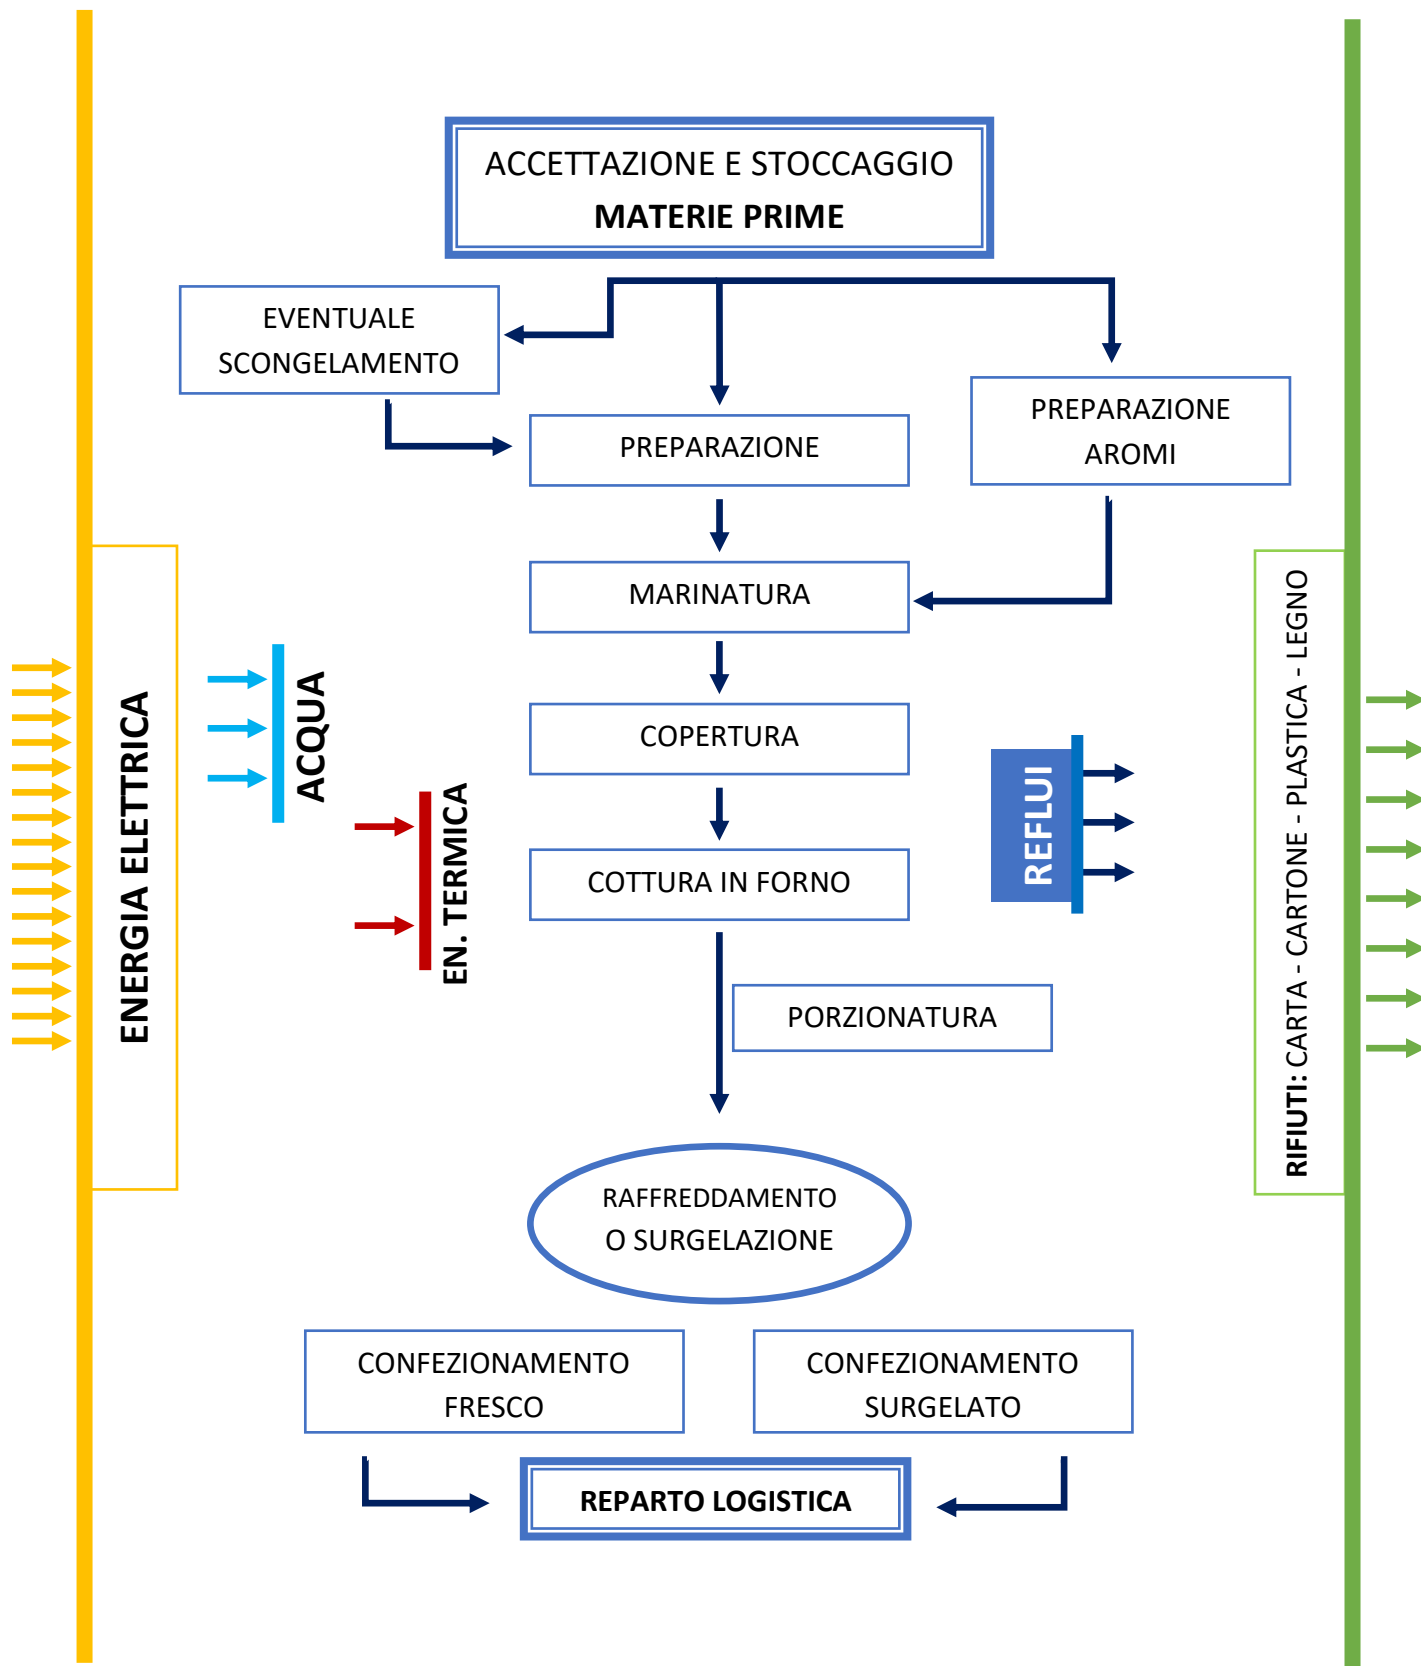 ACCETTAZIONE E STOCCAGGIO
MATERIE PRIME
EVENTUALE
SCONGELAMENTO
PREPARAZIONE
PREPARAZIONE
AROMI
MARINATURA
COPERTURA
COTTURA IN FORNO
PORZIONATURA
RAFFREDDAMENTO
O SURGELAZIONE
CONFEZIONAMENTO
FRESCO
CONFEZIONAMENTO
SURGELATO
REPARTO LOGISTICA
ENERGIA ELETTRICA
ACQUA
EN. TERMICA
REFLUI
RIFIUTI: CARTA - CARTONE - PLASTICA - LEGNO